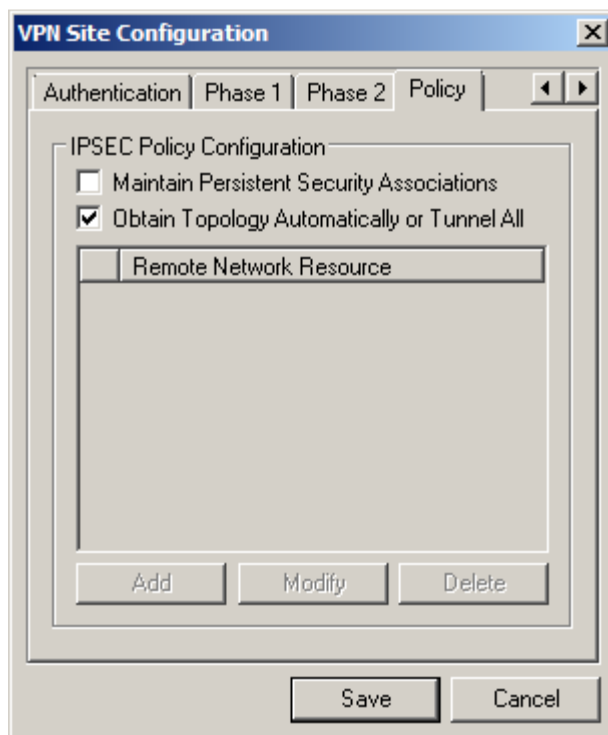 VPN Site Configuration
Authentication Phase 1 Phase 2 Policy
IPSEC Policy Configuration
Maintain Persistent Security Associations
Obtain Topology Automatically or Tunnel All
Remote Network Resource
Add Modify Delete
Save Cancel